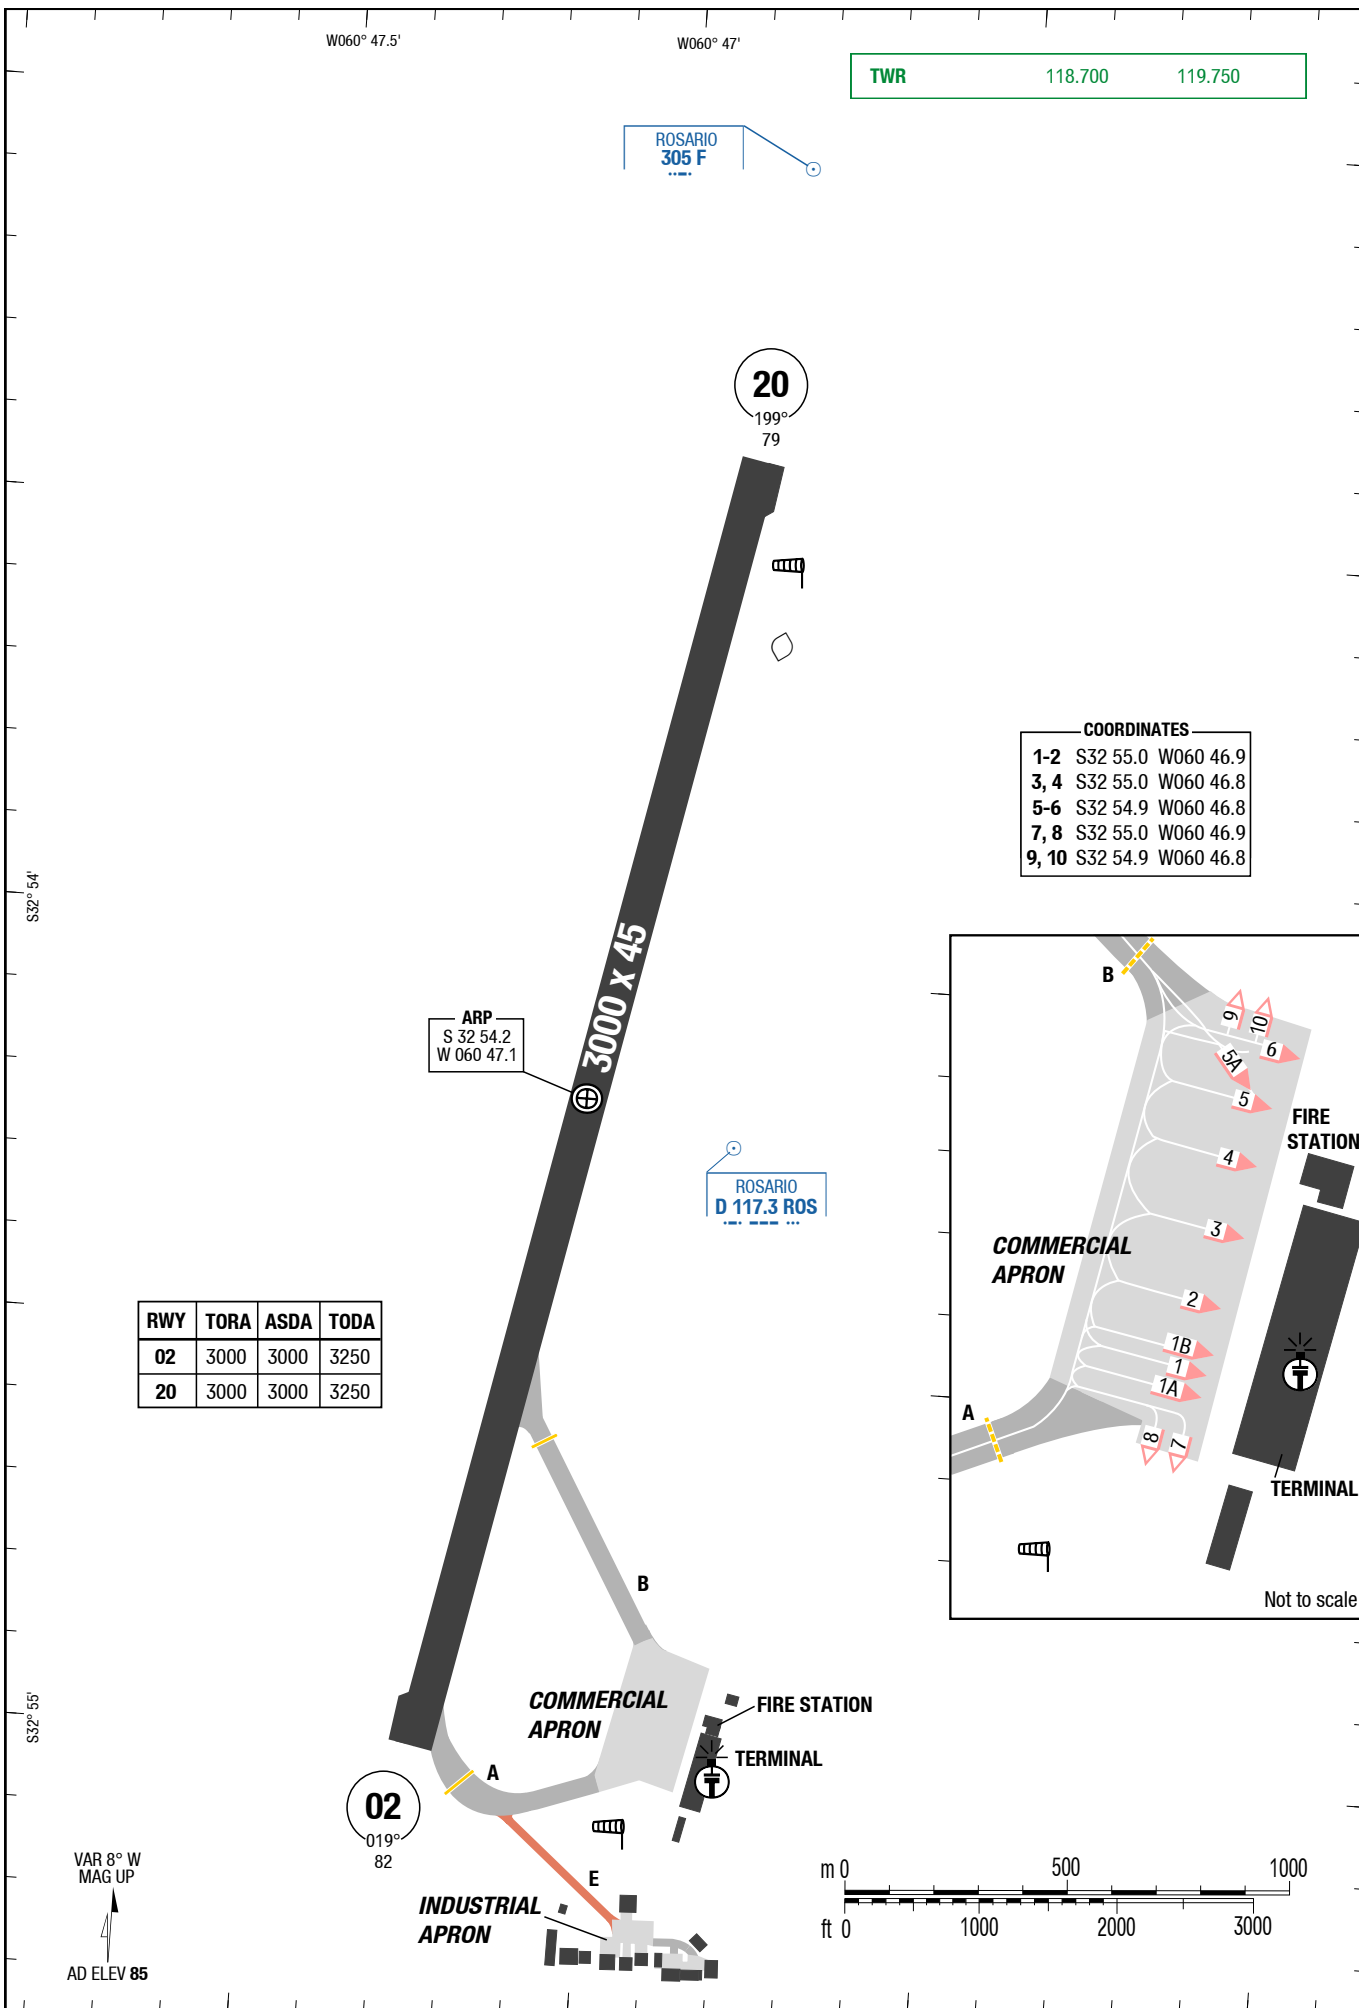 W060° 47.5'
W060° 47'
TWR 118.700 119.750
ROSARIO
305 F
20
199°
79
COORDINATES
1-2 S32 55.0 W060 46.9
3, 4 S32 55.0 W060 46.8
5-6 S32 54.9 W060 46.8
7, 8 S32 55.0 W060 46.9
9, 10 S32 54.9 W060 46.8
S32° 54'
3000 x 45
ARP
S 32 54.2
W 060 47.1
ROSARIO
D 117.3 ROS
B
9
10
6
5A
5
4
3
2
1B
1
1A
8
7
A
COMMERCIAL
APRON
FIRE
STATION
TERMINAL
Not to scale
RWY TORA ASDA TODA
02 3000 3000 3250
20 3000 3000 3250
B
S32° 55'
COMMERCIAL
APRON
FIRE STATION
TERMINAL
A
02
019°
82
E
INDUSTRIAL
APRON
VAR 8° W
MAG UP
AD ELEV 85
m 0 500 1000
ft 0 1000 2000 3000